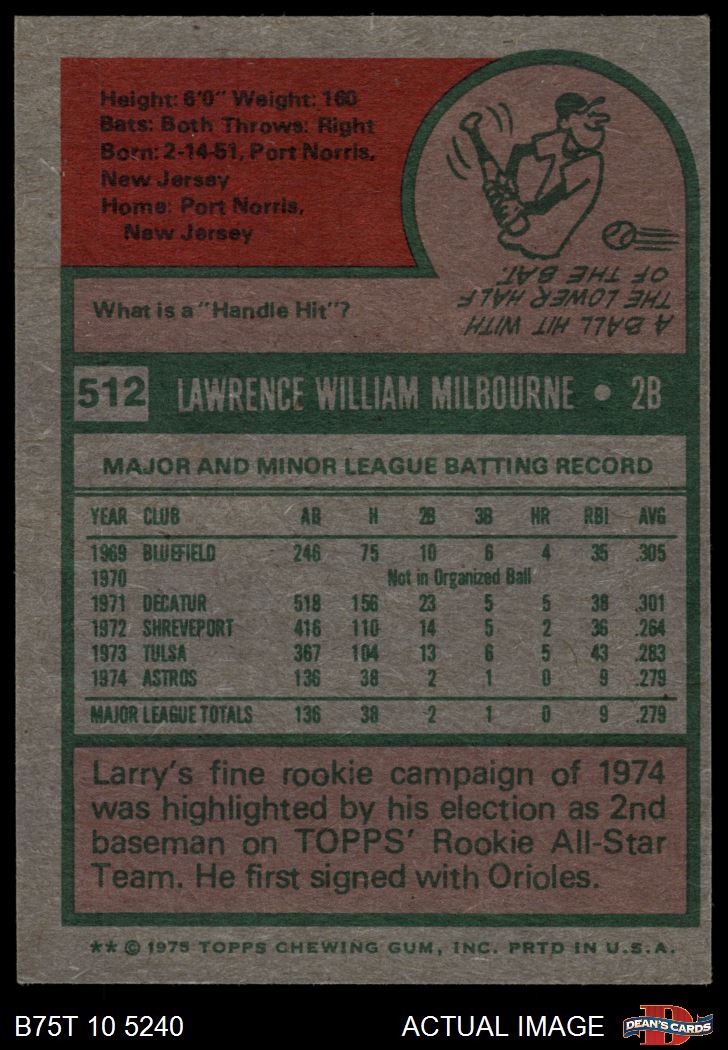 Height: 6'0" Weight: 160
Bats: Both Throws: Right
Born: 2-14-51, Port Norris,
New Jersey
Home: Port Norris,
New Jersey
What is a "Handle Hit"?
A BALL HIT WITH
THE LOWER HALF
OF THE BAT.
512 LAWRENCE WILLIAM MILBOURNE • 2B
MAJOR AND MINOR LEAGUE BATTING RECORD
YEAR CLUB AB H 2B 3B HR RBI AVG
1969 BLUEFIELD 246 75 10 6 4 35 .305
1970 Not in Organized Ball
1971 DECATUR 518 156 23 5 5 38 .301
1972 SHREVEPORT 416 110 14 5 2 36 .264
1973 TULSA 367 104 13 6 5 43 .283
1974 ASTROS 136 38 2 1 0 9 .279
MAJOR LEAGUE TOTALS 136 38 2 1 0 9 .279
Larry's fine rookie campaign of 1974
was highlighted by his election as 2nd
baseman on TOPPS' Rookie All-Star
Team. He first signed with Orioles.
** © 1975 TOPPS CHEWING GUM, INC. PRTD IN U.S.A.
B75T 10 5240 ACTUAL IMAGE
D
DEAN'S CARDS